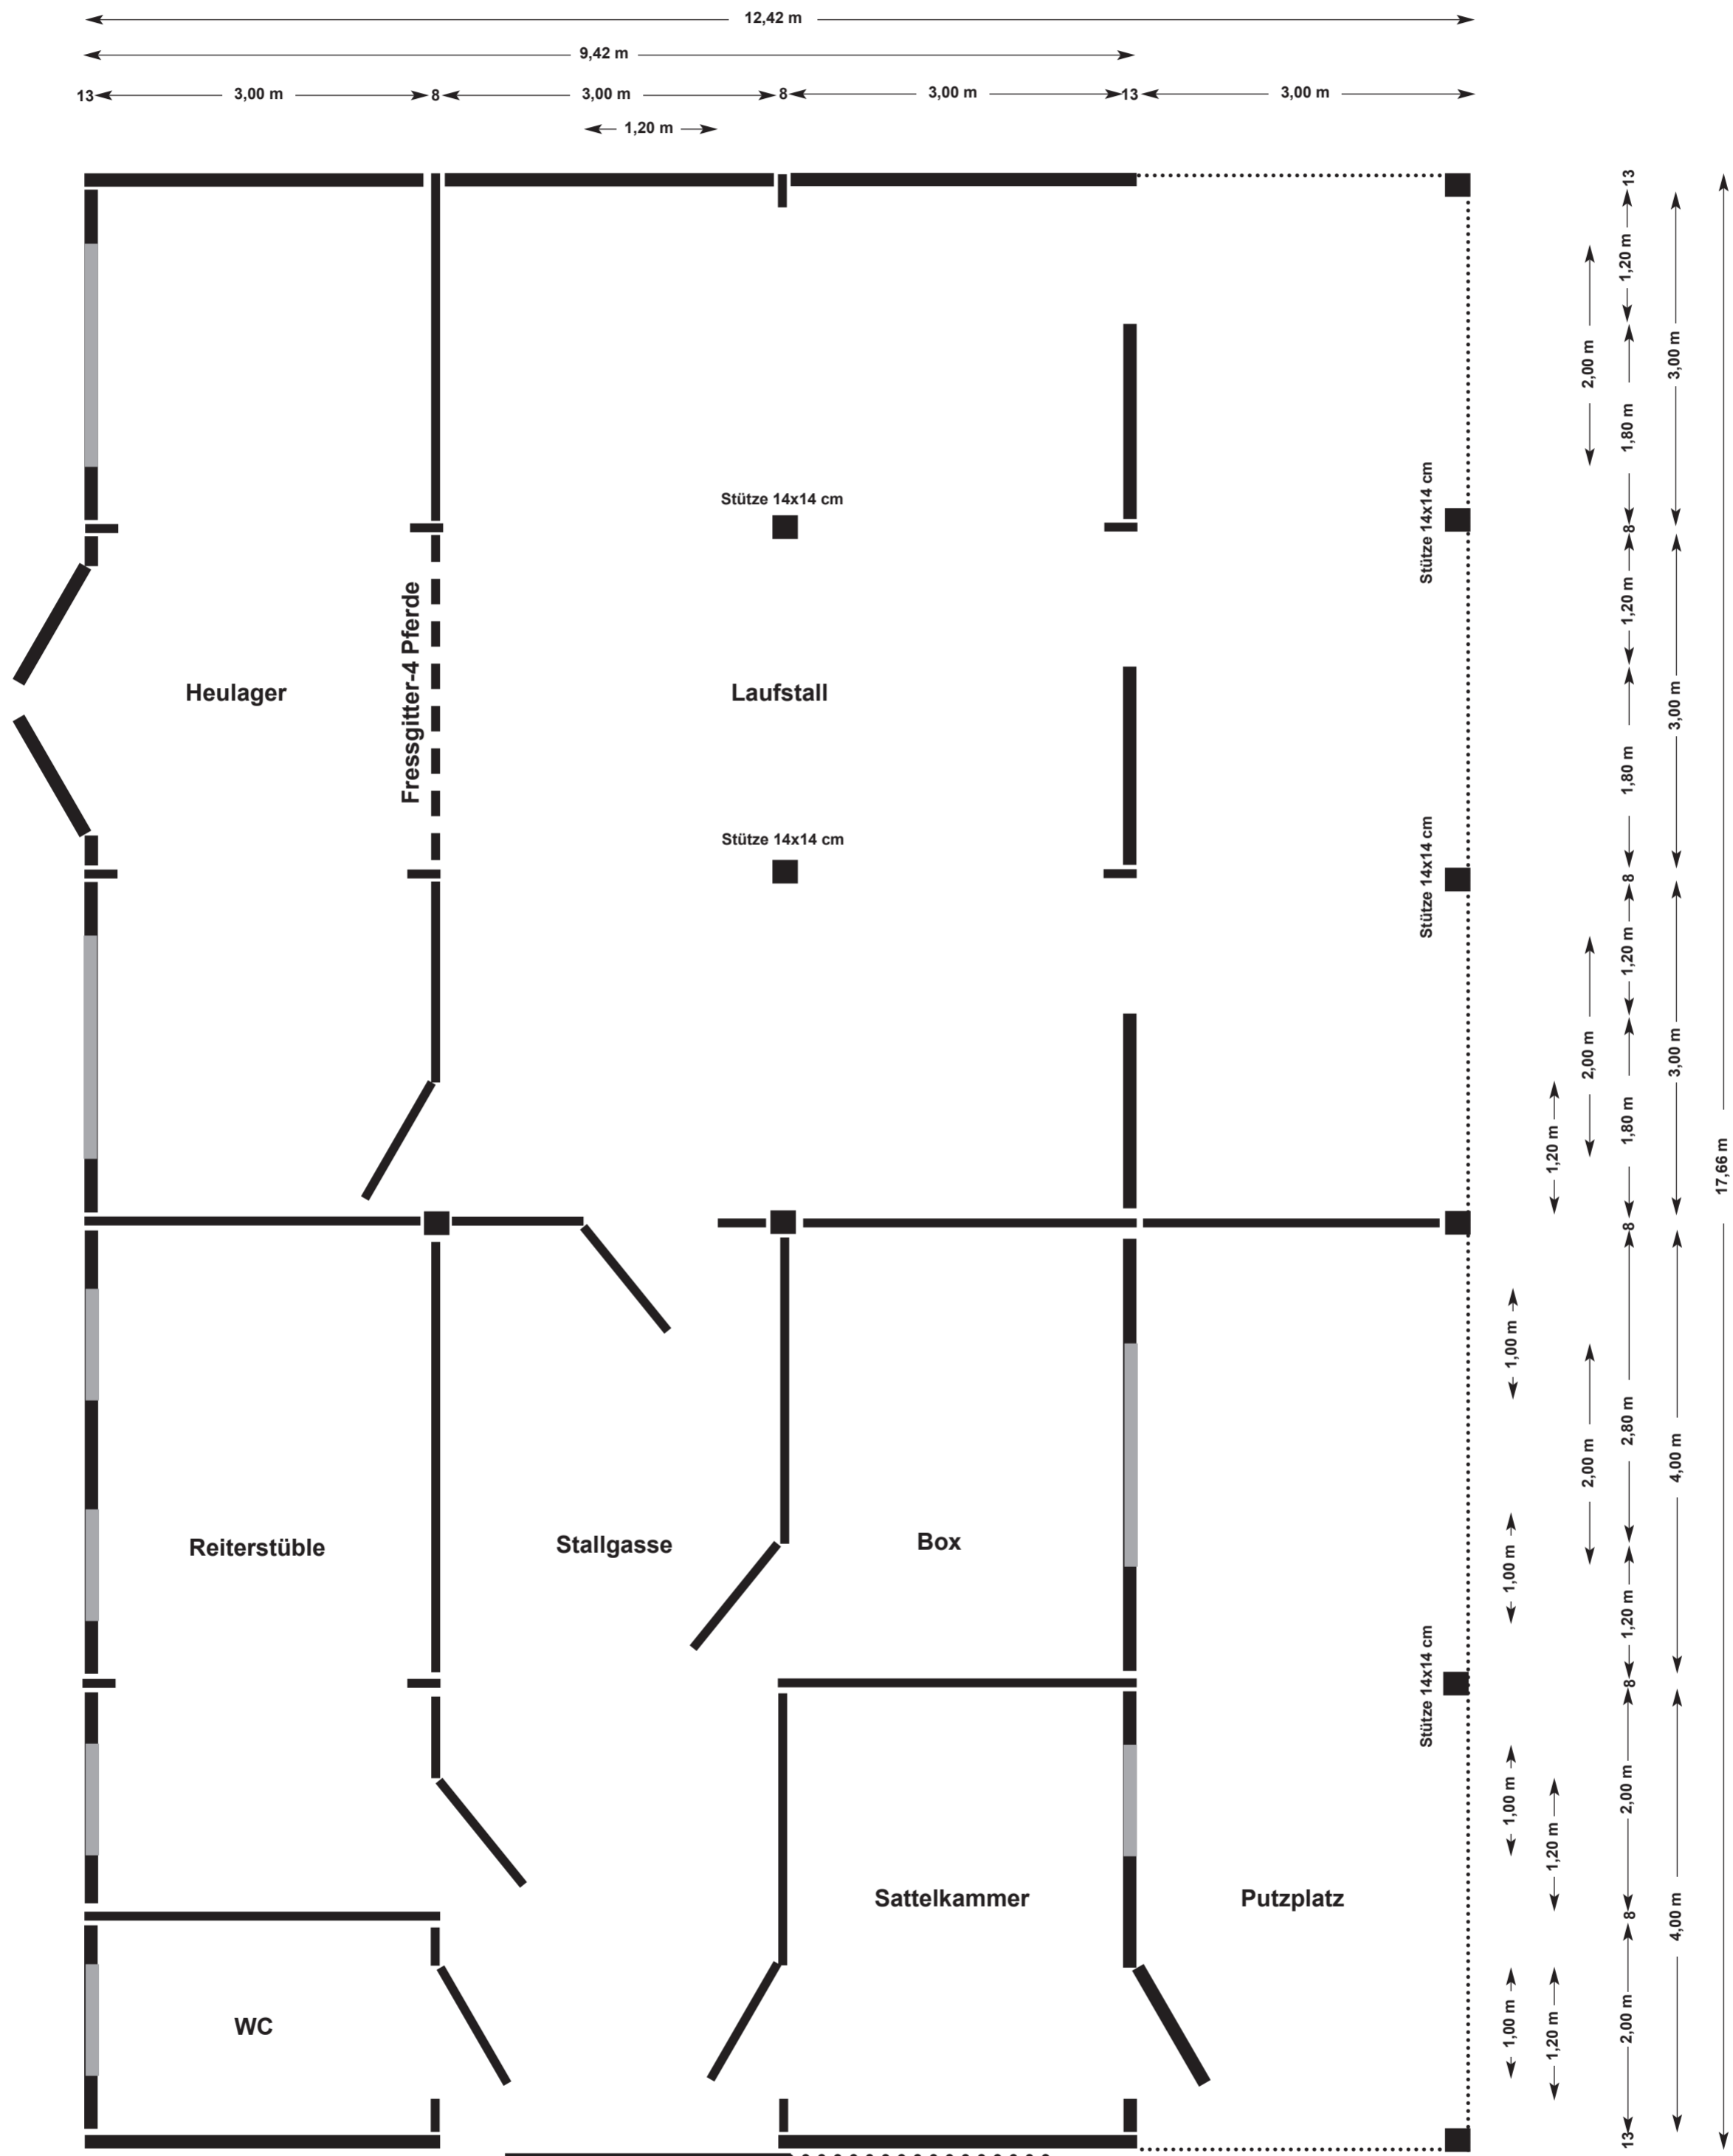 12,42 m
9,42 m
13 3,00 m 8 3,00 m 8 3,00 m 13 3,00 m
1,20 m
13
1,20 m
2,00 m
3,00 m
1,80 m
Stütze 14x14 cm
Stütze 14x14 cm
8
1,20 m
Fressgitter-4 Pferde
Heulager
Laufstall
3,00 m
1,80 m
Stütze 14x14 cm
Stütze 14x14 cm
8
1,20 m
2,00 m
3,00 m
1,80 m
1,20 m
17,66 m
8
1,00 m
2,80 m
2,00 m
4,00 m
Reiterstüble
Stallgasse
Box
1,00 m
1,20 m
Stütze 14x14 cm
8
1,00 m
2,00 m
1,20 m
Sattelkammer
Putzplatz
8
4,00 m
WC
1,00 m
1,20 m
2,00 m
13